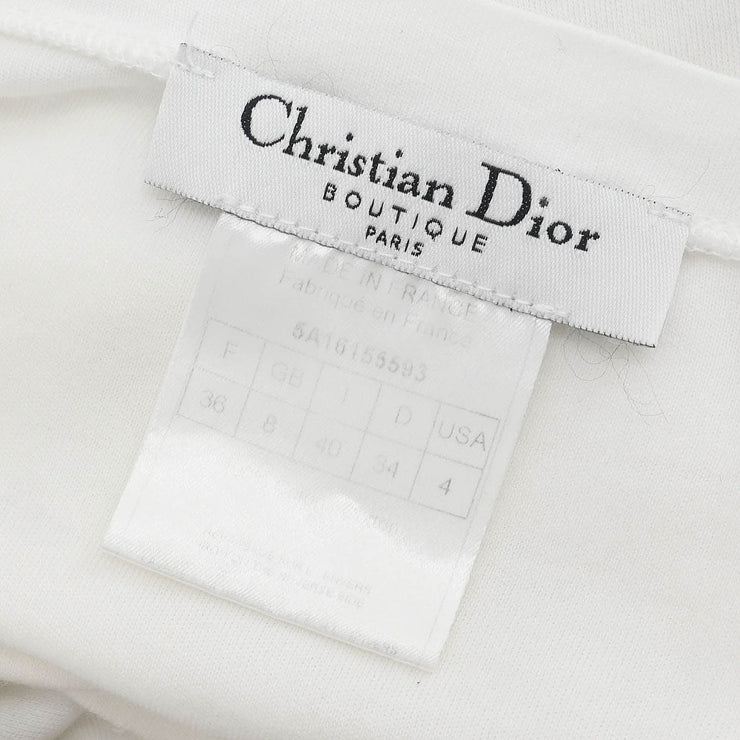 Christian Dior
BOUTIQUE
PARIS
MADE IN FRANCE
Fabriqué en France
5A16155593
F GB I D USA
36 8 40 34 4